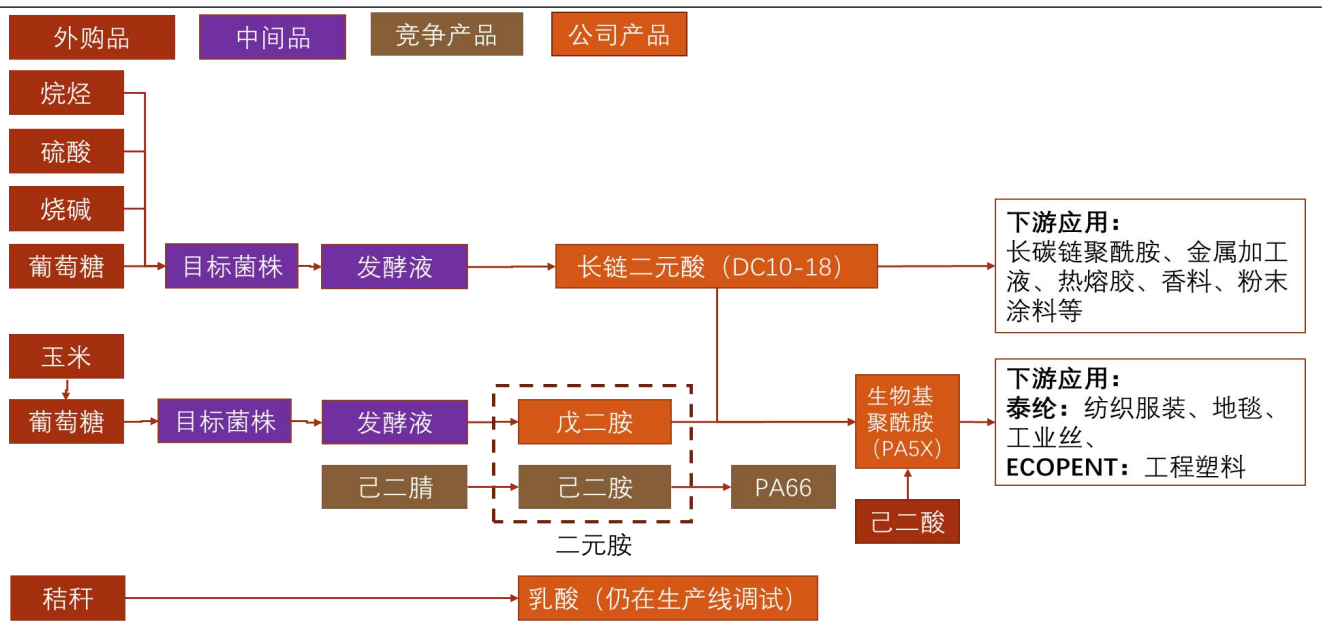 外购品
中间品
竞争产品
公司产品
烷烃
硫酸
烧碱
葡萄糖
目标菌株
发酵液
长链二元酸（DC10-18）
下游应用：
长碳链聚酰胺、金属加工
液、热熔胶、香料、粉末
涂料等
玉米
葡萄糖
目标菌株
发酵液
戊二胺
生物基
聚酰胺
（PA5X）
下游应用：
泰纶：纺织服装、地毯、
工业丝、
ECOPENT：工程塑料
己二腈
己二胺
PA66
己二酸
二元胺
秸秆
乳酸（仍在生产线调试）